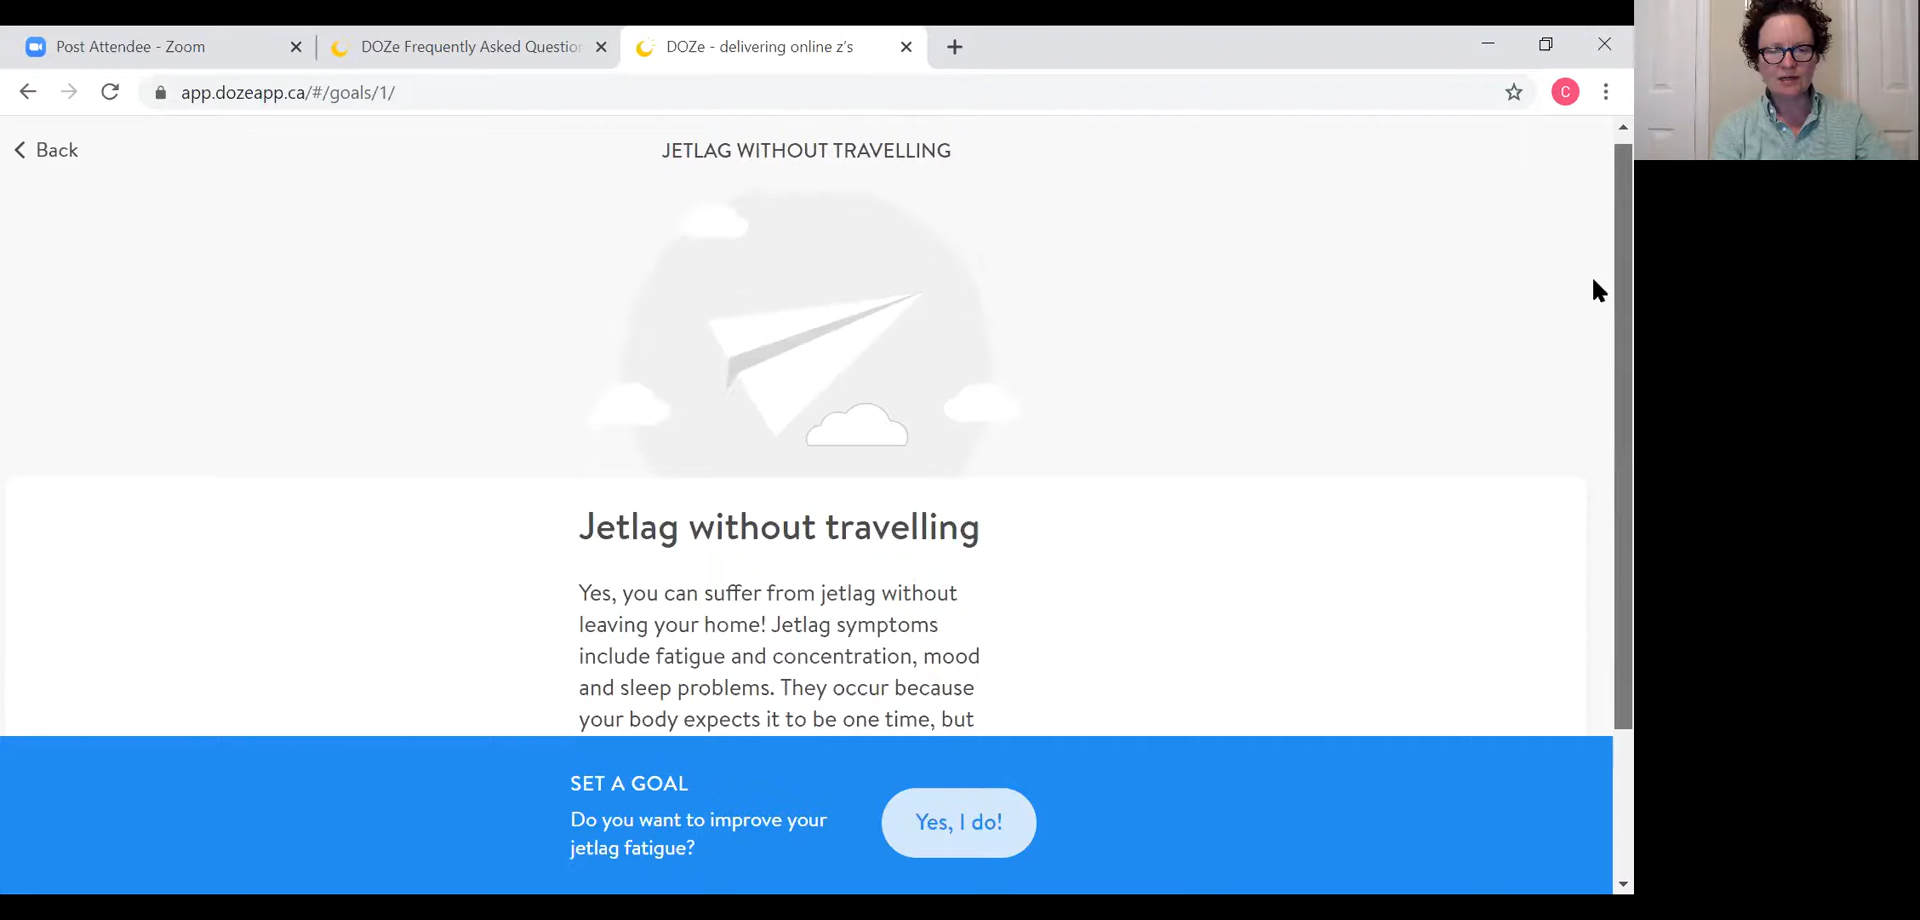 Post Attendee - Zoom
DOZe Frequently Asked Questio
DOZe - delivering online z's
app.dozeapp.ca/#/goals/1/
C
Back
JETLAG WITHOUT TRAVELLING
Jetlag without travelling
Yes, you can suffer from jetlag without
leaving your home! Jetlag symptoms
include fatigue and concentration, mood
and sleep problems. They occur because
your body expects it to be one time, but
SET A GOAL
Do you want to improve your
jetlag fatigue?
Yes, I do!